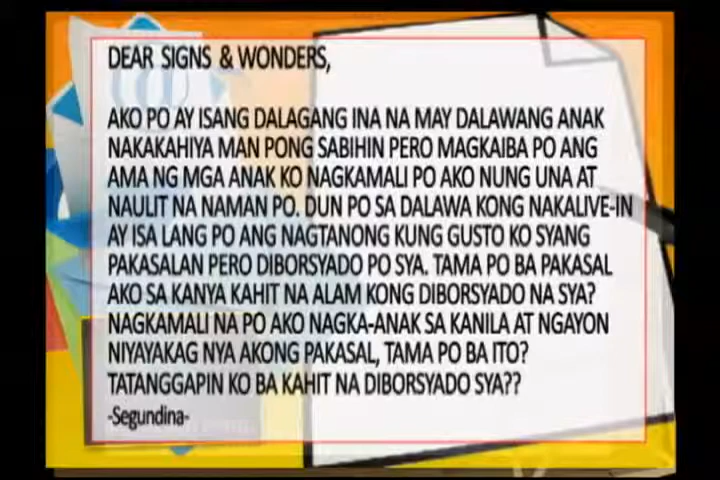 DEAR SIGNS & WONDERS,
AKO PO AY ISANG DALAGANG INA NA MAY DALAWANG ANAK
NAKAKAHIYA MAN PONG SABIHIN PERO MAGKAIBA PO ANG
AMA NG MGA ANAK KO NAGKAMALI PO AKO NUNG UNA AT
NAULIT NA NAMAN PO. DUN PO SA DALAWA KONG NAKALIVE-IN
AY ISA LANG PO ANG NAGTANONG KUNG GUSTO KO SYANG
PAKASALAN PERO DIBORSYADO PO SYA. TAMA PO BA PAKASAL
AKO SA KANYA KAHIT NA ALAM KONG DIBORSYADO NA SYA?
NAGKAMALI NA PO AKO NAGKA-ANAK SA KANILA AT NGAYON
NIYAYAKAG NYA AKONG PAKASAL, TAMA PO BA ITO?
TATANGGAPIN KO BA KAHIT NA DIBORSYADO SYA??
-Segundina-